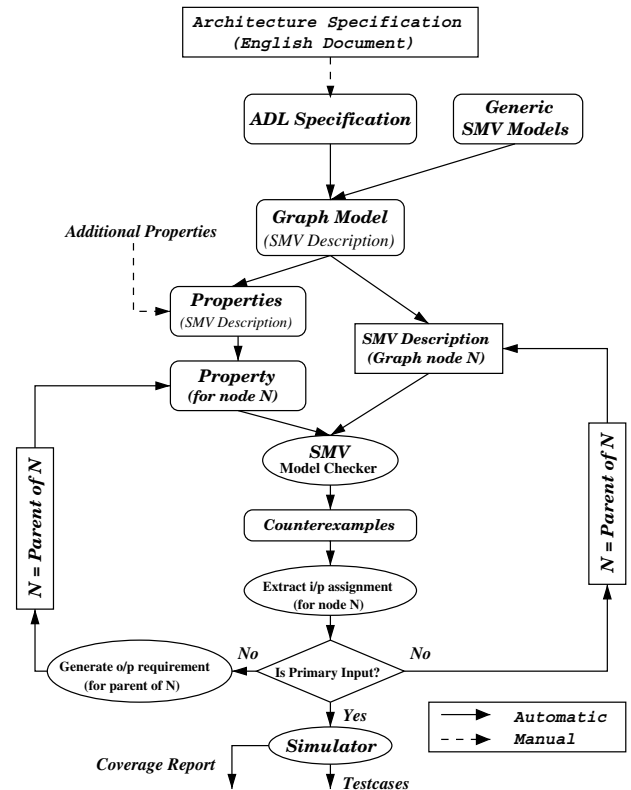 Architecture Specification
(English Document)
ADL Specification
Generic
SMV Models
Graph Model
(SMV Description)
Additional Properties
Properties
(SMV Description)
SMV Description
(Graph node N)
Property
(for node N)
N = Parent of N
N = Parent of N
SMV
Model Checker
Counterexamples
Extract i/p assignment
(for node N)
Generate o/p requirement
(for parent of N)
No
Is Primary Input?
No
Yes
Simulator
Coverage Report
Testcases
Automatic
Manual